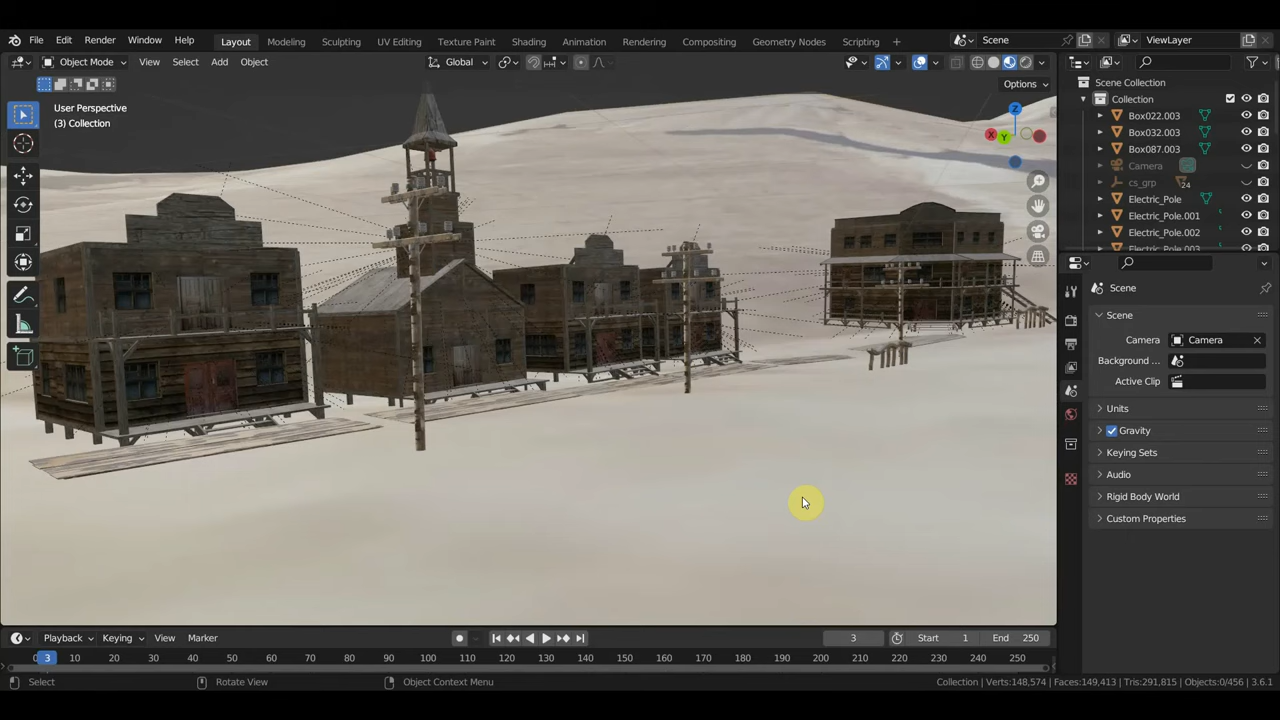 File Edit Render Window Help Layout Modeling Sculpting UV Editing Texture Paint Shading Animation Rendering Compositing Geometry Nodes Scripting + Scene ViewLayer
Object Mode View Select Add Object Global
Options
User Perspective
(3) Collection
Z
X
Y
Scene Collection
Collection
Box022.003
Box032.003
Box087.003
Camera
cs_grp 24
Electric_Pole
Electric_Pole.001
Electric_Pole.002
Electric_Pole.003
Scene
Scene
Camera Camera
Background ...
Active Clip
Units
Gravity
Keying Sets
Audio
Rigid Body World
Custom Properties
Playback Keying View Marker 3 Start 1 End 250
0 3 10 20 30 40 50 60 70 80 90 100 110 120 130 140 150 160 170 180 190 200 210 220 230 240 250
Select Rotate View Object Context Menu Collection | Verts:148,574 | Faces:149,413 | Tris:291,815 | Objects:0/456 | 3.6.1